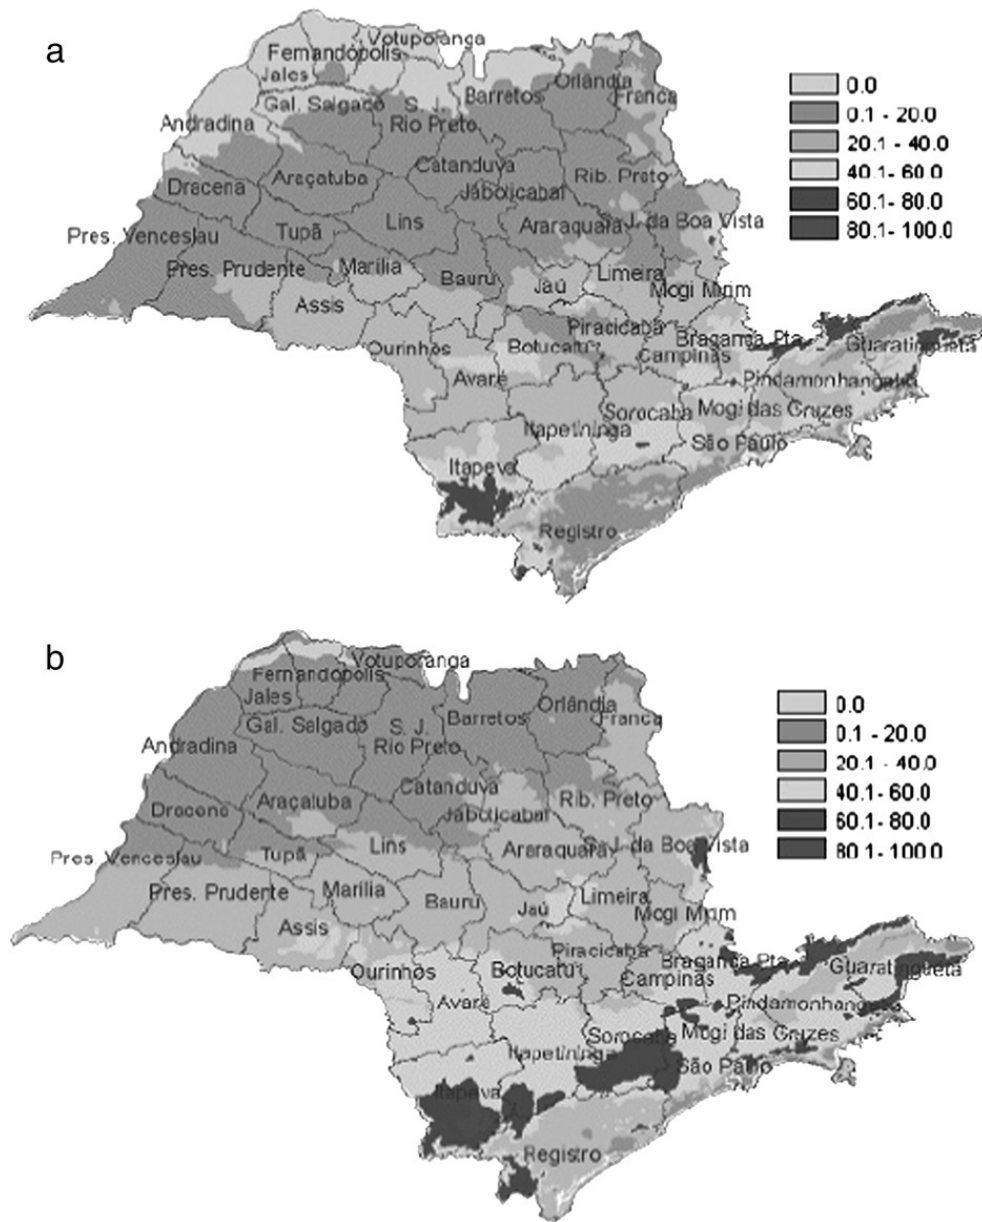 a
Votuporanga
Fernandópolis
Jales
Orlândia
Gal. Salgado
S. J.
Rio Preto
Barretos
Franca
Andradina
Catanduva
Dracena
Araçatuba
Rib. Preto
Jaboticabal
Pres. Venceslau
Tupã
Lins
Araraquara
S. J. da Boa Vista
Pres. Prudente
Marília
Bauru
Jaú
Limeira
Mogi Mirim
Assis
Ourinhos
Botucatu
Piracicaba
Bragança Pta.
Campinas
Guaratinguetá
Avaré
Pindamonhangaba
Sorocaba
Mogi das Cruzes
Itapetininga
São Paulo
Itapeva
Registro
0.0
0.1 - 20.0
20.1 - 40.0
40.1 - 60.0
60.1 - 80.0
80.1- 100.0
b
Votuporanga
Fernandópolis
Jales
Orlândia
Gal. Salgado
S. J.
Rio Preto
Barretos
Franca
Andradina
Catanduva
Dracena
Araçatuba
Rib. Preto
Jaboticabal
Pres. Venceslau
Tupã
Lins
Araraquara
S. J. da Boa Vista
Pres. Prudente
Marília
Bauru
Jaú
Limeira
Mogi Mirim
Assis
Ourinhos
Botucatu
Piracicaba
Bragança Pta.
Campinas
Guaratinguetá
Avaré
Pindamonhangaba
Sorocaba
Mogi das Cruzes
Itapetininga
São Paulo
Itapeva
Registro
0.0
0.1 - 20.0
20.1 - 40.0
40.1 - 60.0
60.1 - 80.0
80.1 - 100.0